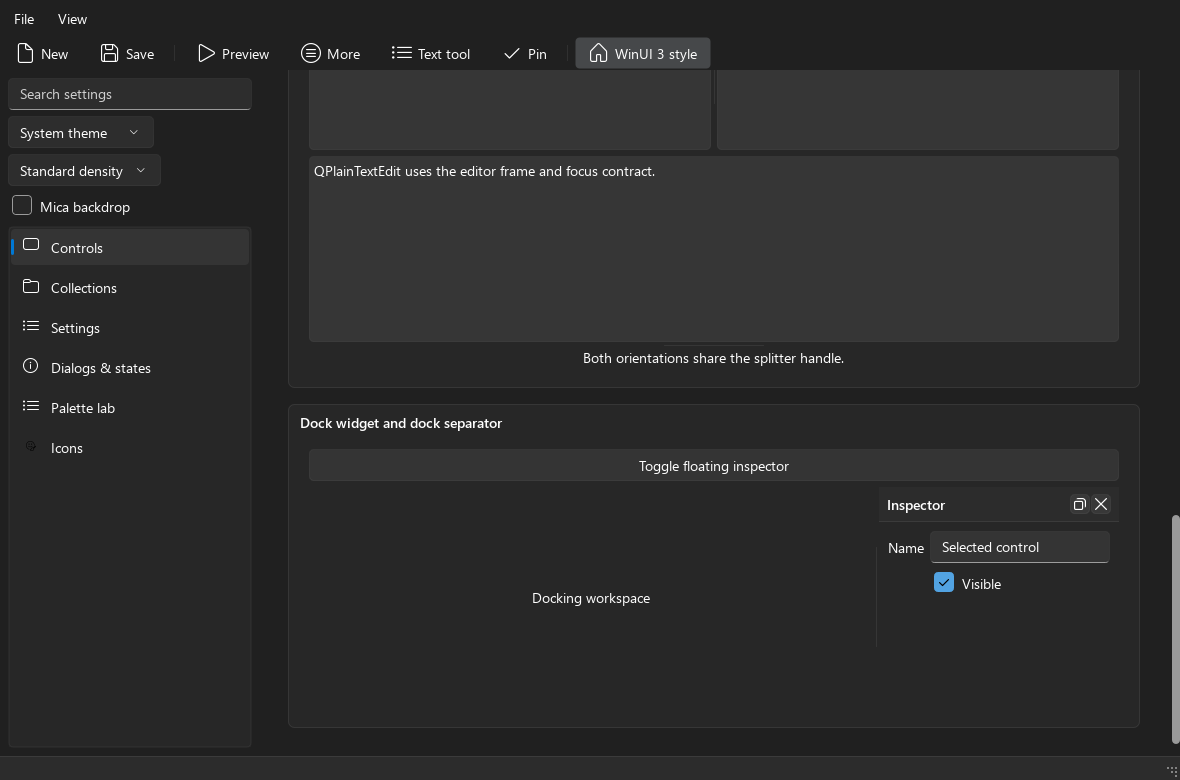 File
View
New
Save
Preview
More
Text tool
Pin
WinUI 3 style
Search settings
System theme
Standard density
Mica backdrop
Controls
Collections
Settings
Dialogs & states
Palette lab
Icons
QPlainTextEdit uses the editor frame and focus contract.
Both orientations share the splitter handle.
Dock widget and dock separator
Toggle floating inspector
Docking workspace
Inspector
Name
Selected control
Visible